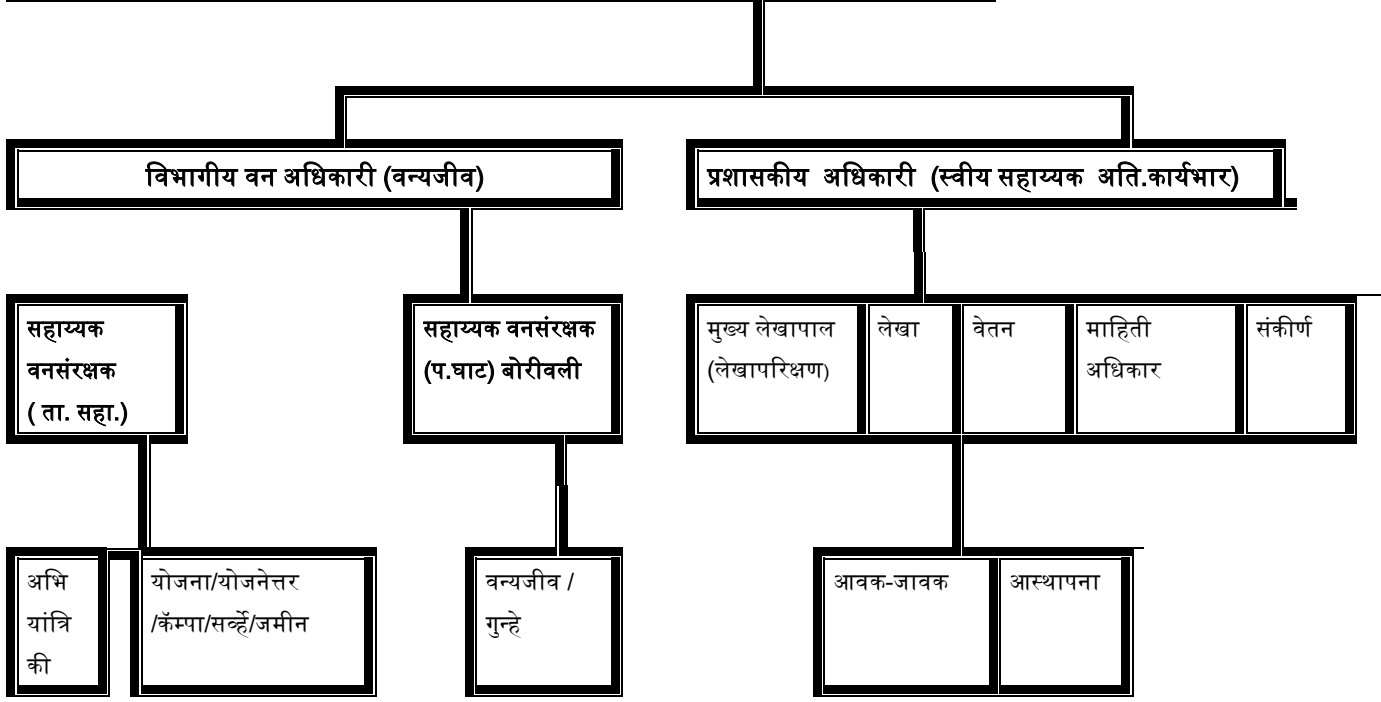 विभागीय वन अधिकारी (वन्यजीव)
प्रशासकीय अधिकारी (स्वीय सहाय्यक अति.कार्यभार)
सहाय्यक
वनसंरक्षक
( ता. सहा.)
सहाय्यक वनसंरक्षक
(प.घाट) बोरीवली
मुख्य लेखापाल
(लेखापरिक्षण)
लेखा
वेतन
माहिती
अधिकार
संकीर्ण
अभि
यांत्रि
की
योजना/योजनेत्तर
/कॅम्पा/सर्व्हे/जमीन
वन्यजीव /
गुन्हे
आवक-जावक
आस्थापना